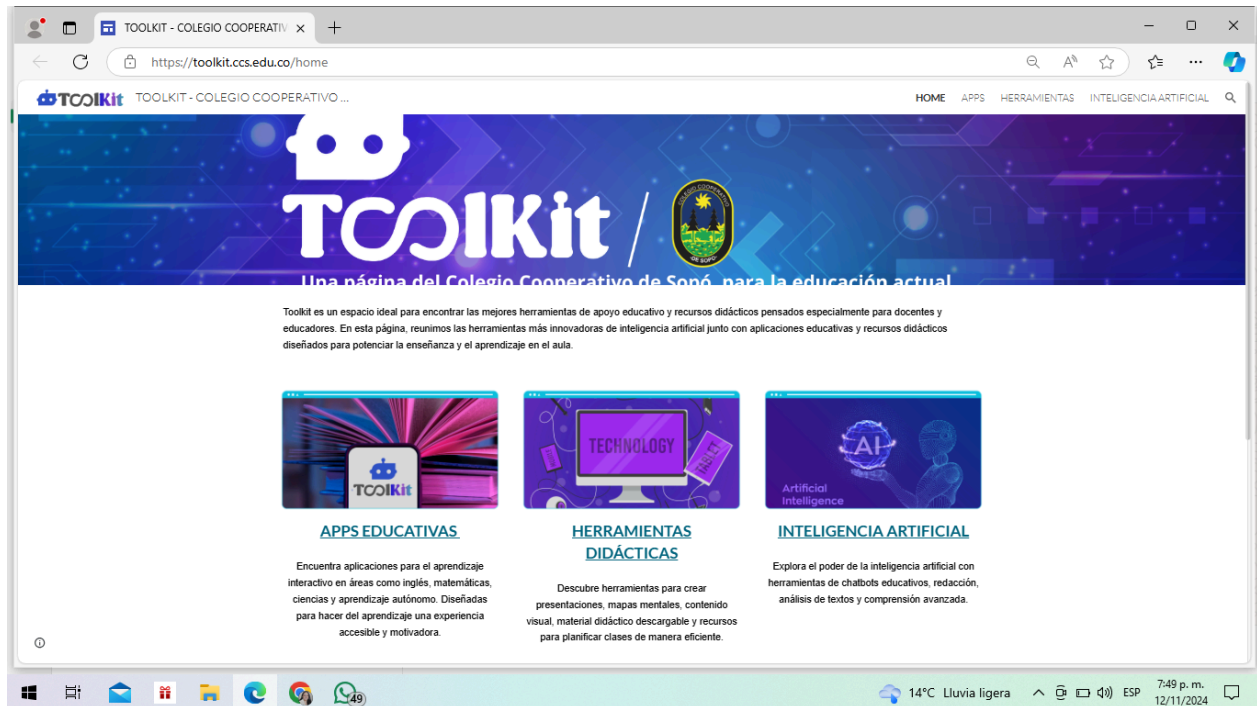 TOOLKIT - COLEGIO COOPERATIV
https://toolkit.ccs.edu.co/home
TOOLKIT TOOLKIT - COLEGIO COOPERATIVO ...
HOME APPS HERRAMIENTAS INTELIGENCIA ARTIFICIAL
TOOLKIT /
COLEGIO COOPERATIVO
DE SOPÓ
Una página del Colegio Cooperativo de Sopó, para la educación actual
Toolkit es un espacio ideal para encontrar las mejores herramientas de apoyo educativo y recursos didácticos pensados especialmente para docentes y
educadores. En esta página, reunimos las herramientas más innovadoras de inteligencia artificial junto con aplicaciones educativas y recursos didácticos
diseñados para potenciar la enseñanza y el aprendizaje en el aula.
TOOLKit
TECHNOLOGY
TABLET
AI
Artificial
Intelligence
APPS EDUCATIVAS
Encuentra aplicaciones para el aprendizaje
interactivo en áreas como inglés, matemáticas,
ciencias y aprendizaje autónomo. Diseñadas
para hacer del aprendizaje una experiencia
accesible y motivadora.
HERRAMIENTAS
DIDÁCTICAS
Descubre herramientas para crear
presentaciones, mapas mentales, contenido
visual, material didáctico descargable y recursos
para planificar clases de manera eficiente.
INTELIGENCIA ARTIFICIAL
Explora el poder de la inteligencia artificial con
herramientas de chatbots educativos, redacción,
análisis de textos y comprensión avanzada.
49
14°C Lluvia ligera
ESP
7:49 p. m.
12/11/2024